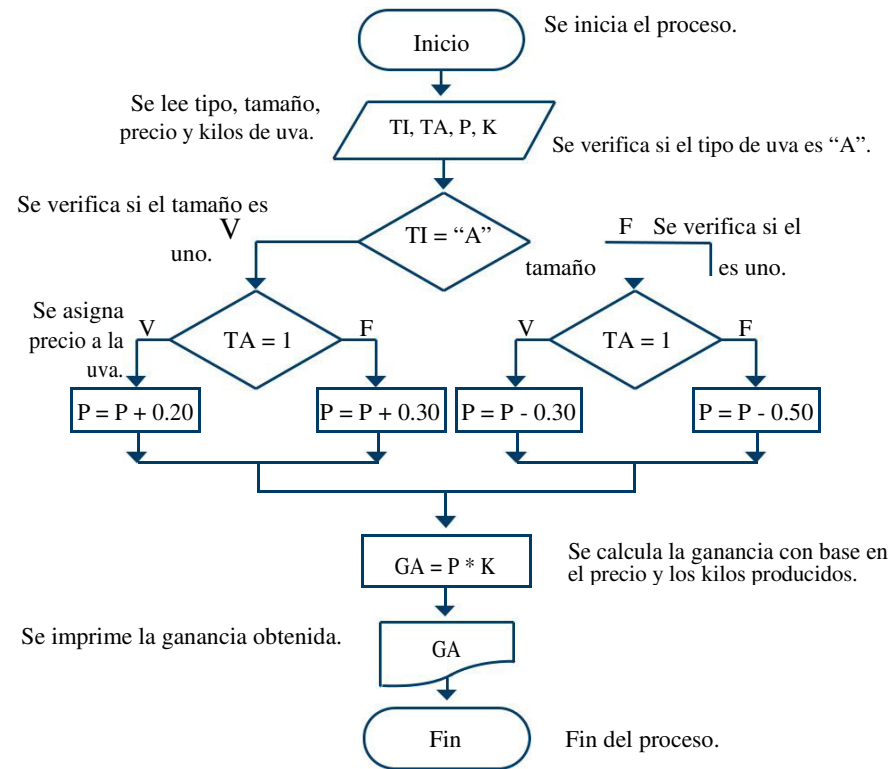 Inicio
Se inicia el proceso.
Se lee tipo, tamaño,
precio y kilos de uva.
TI, TA, P, K
Se verifica si el tipo de uva es “A”.
Se verifica si el tamaño es
uno.
V
TI = “A”
F
Se verifica si el
tamaño
es uno.
Se asigna
precio a la
uva.
V
TA = 1
F
V
TA = 1
F
P = P + 0.20
P = P + 0.30
P = P - 0.30
P = P - 0.50
GA = P * K
Se calcula la ganancia con base en
el precio y los kilos producidos.
Se imprime la ganancia obtenida.
GA
Fin
Fin del proceso.